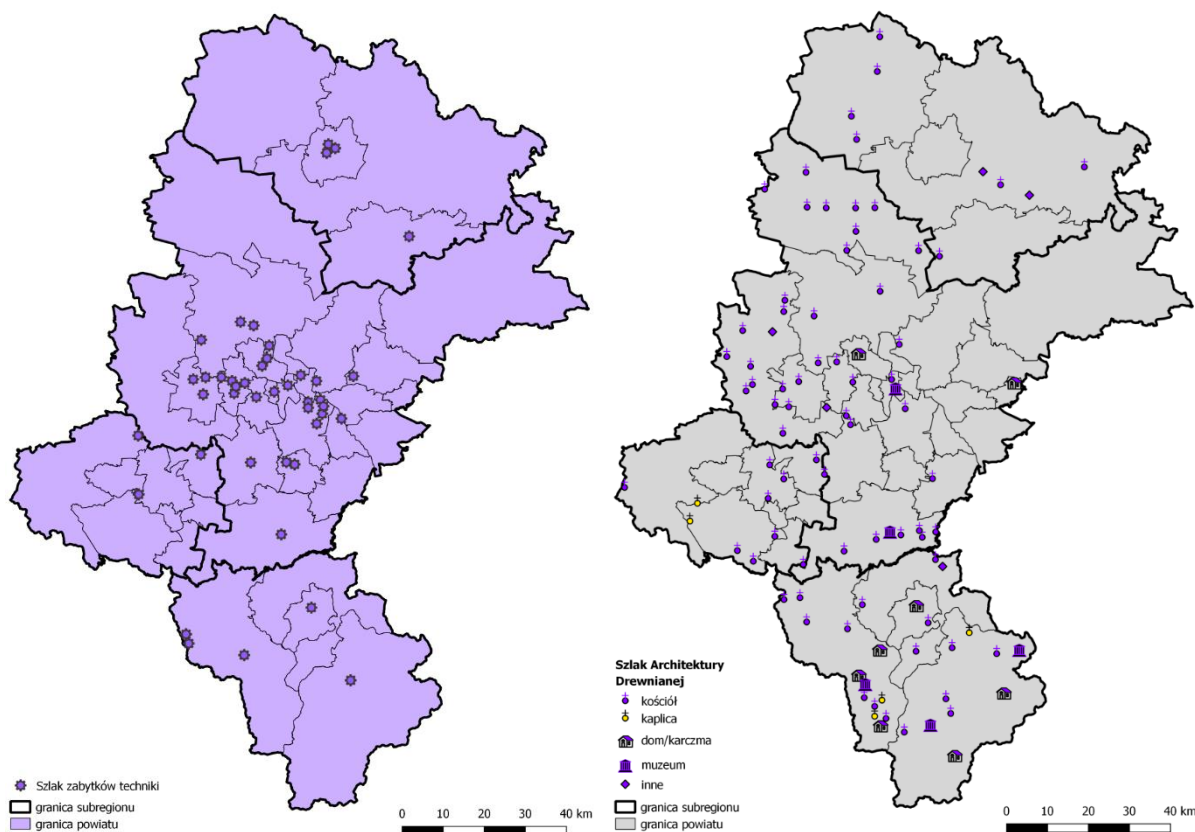 Szlak zabytków techniki
granica subregionu
granica powiatu
0 10 20 30 40 km
Szlak Architektury
Drewnianej
kościół
kaplica
dom/karczma
muzeum
inne
granica subregionu
granica powiatu
0 10 20 30 40 km